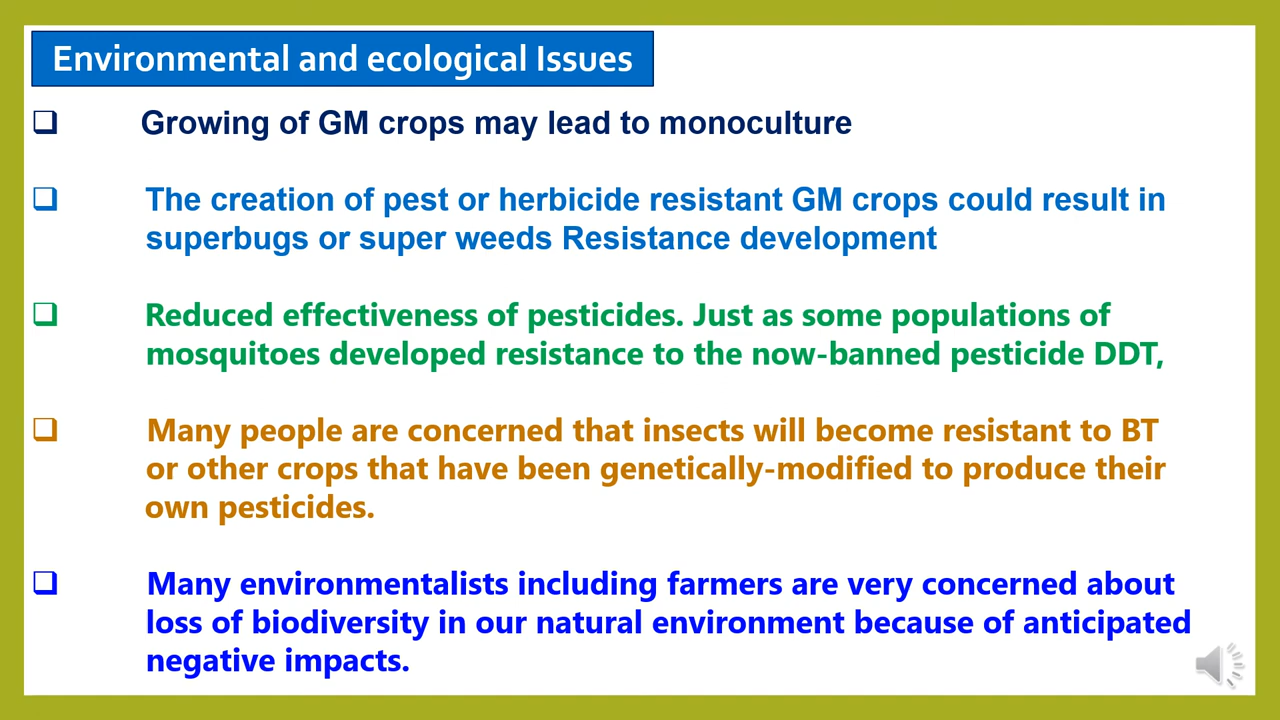 Environmental and ecological Issues
Growing of GM crops may lead to monoculture
The creation of pest or herbicide resistant GM crops could result in
superbugs or super weeds Resistance development
Reduced effectiveness of pesticides. Just as some populations of
mosquitoes developed resistance to the now-banned pesticide DDT,
Many people are concerned that insects will become resistant to BT
or other crops that have been genetically-modified to produce their
own pesticides.
Many environmentalists including farmers are very concerned about
loss of biodiversity in our natural environment because of anticipated
negative impacts.